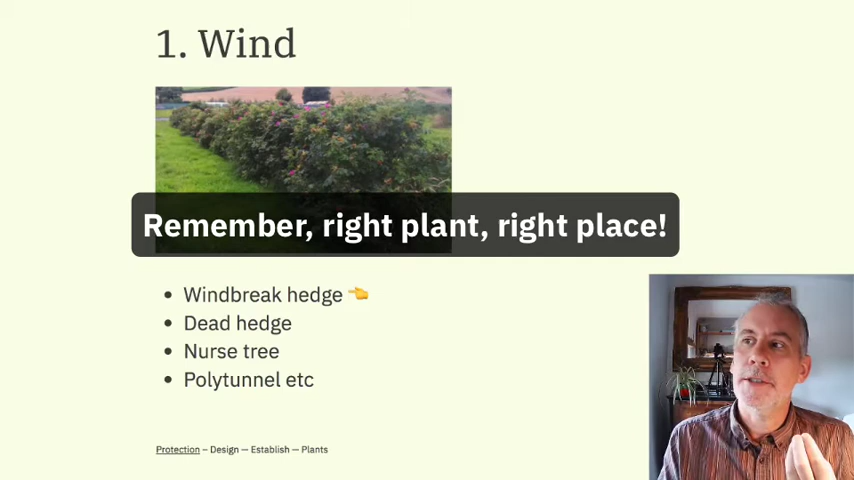 1. Wind
Remember, right plant, right place!
• Windbreak hedge 👈
• Dead hedge
• Nurse tree
• Polytunnel etc
Protection – Design — Establish — Plants